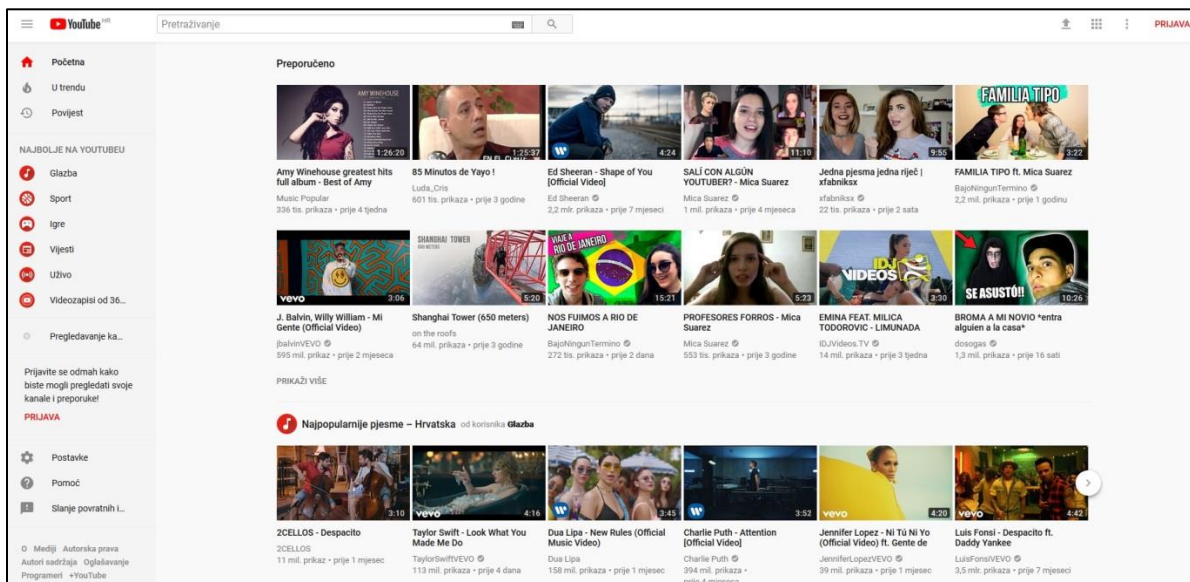 YouTube HR
Pretraživanje
PRIJAVA
Početna
U trendu
Povijest
NAJBOLJE NA YOUTUBEU
Glazba
Sport
Igre
Vijesti
Uživo
Videozapisi od 36...
Pregledavanje ka...
Prijavite se odmah kako
biste mogli pregledati svoje
kanale i preporuke!
PRIJAVA
Postavke
Pomoć
Slanje povratnih i...
O Mediji Autorska prava
Autori sadržaja Oglašavanje
Programeri +YouTube
Preporučeno
AMY WINEHOUSE
1:26:20
Amy Winehouse greatest hits
full album - Best of Amy
Music Popular
336 tis. prikaza • prije 4 tjedna
1:25:37
85 Minutos de Yayo !
Luda_Cris
601 tis. prikaza • prije 3 godine
4:24
Ed Sheeran - Shape of You
[Official Video]
Ed Sheeran
2,2 mlr. prikaza • prije 7 mjeseci
11:10
SALÍ CON ALGÚN
YOUTUBER? - Mica Suarez
Mica Suarez
1 mil. prikaza • prije 4 mjeseca
9:55
Jedna pjesma jedna riječ |
xfabniksx
xfabniksx
22 tis. prikaza • prije 2 sata
FAMILIA TIPO
3:22
FAMILIA TIPO ft. Mica Suarez
BajoNingunTermino
2,2 mil. prikaza • prije 1 godinu
vevo
3:06
J. Balvin, Willy William - Mi
Gente (Official Video)
jbalvinVEVO
595 mil. prikaz • prije 2 mjeseca
SHANGHAI TOWER
650 METERS
5:20
Shanghai Tower (650 meters)
on the roofs
64 mil. prikaza • prije 3 godine
VIAJE A
RIO DE JANEIRO
15:21
NOS FUIMOS A RIO DE
JANEIRO
BajoNingunTermino
272 tis. prikaza • prije 2 dana
5:23
PROFESORES FORROS - Mica
Suarez
Mica Suarez
553 tis. prikaza • prije 3 godine
IDJ
VIDEOS
3:30
EMINA FEAT. MILICA
TODOROVIC - LIMUNADA
IDJVideos.TV
14 mil. prikaza • prije 3 tjedna
SE ASUSTÓ!!
10:26
BROMA A MI NOVIO *entra
alguien a la casa*
dosogas
1,3 mil. prikaza • prije 16 sati
PRIKAŽI VIŠE
Najpopularnije pjesme – Hrvatska od korisnika Glazba
3:10
2CELLOS - Despacito
2CELLOS
11 mil. prikaz • prije 1 mjesec
vevo
4:16
Taylor Swift - Look What You
Made Me Do
TaylorSwiftVEVO
113 mil. prikaza • prije 4 dana
3:45
Dua Lipa - New Rules (Official
Music Video)
Dua Lipa
158 mil. prikaza • prije 1 mjesec
3:52
Charlie Puth - Attention
[Official Video]
Charlie Puth
394 mil. prikaza •
prije 4 mjeseca
vevo
4:20
Jennifer Lopez - Ni Tú Ni Yo
(Official Video) ft. Gente de
JenniferLopezVEVO
39 mil. prikaza • prije 1 mjesec
vevo
4:42
Luis Fonsi - Despacito ft.
Daddy Yankee
LuisFonsiVEVO
3,5 mlr. prikaza • prije 7 mjeseci